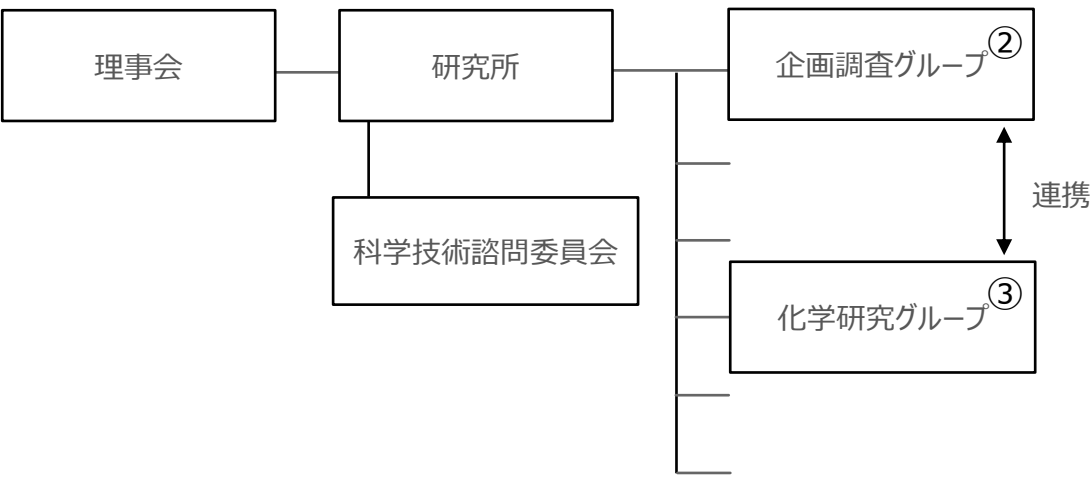 理事会
研究所
企画調査グループ②
連携
科学技術諮問委員会
化学研究グループ③